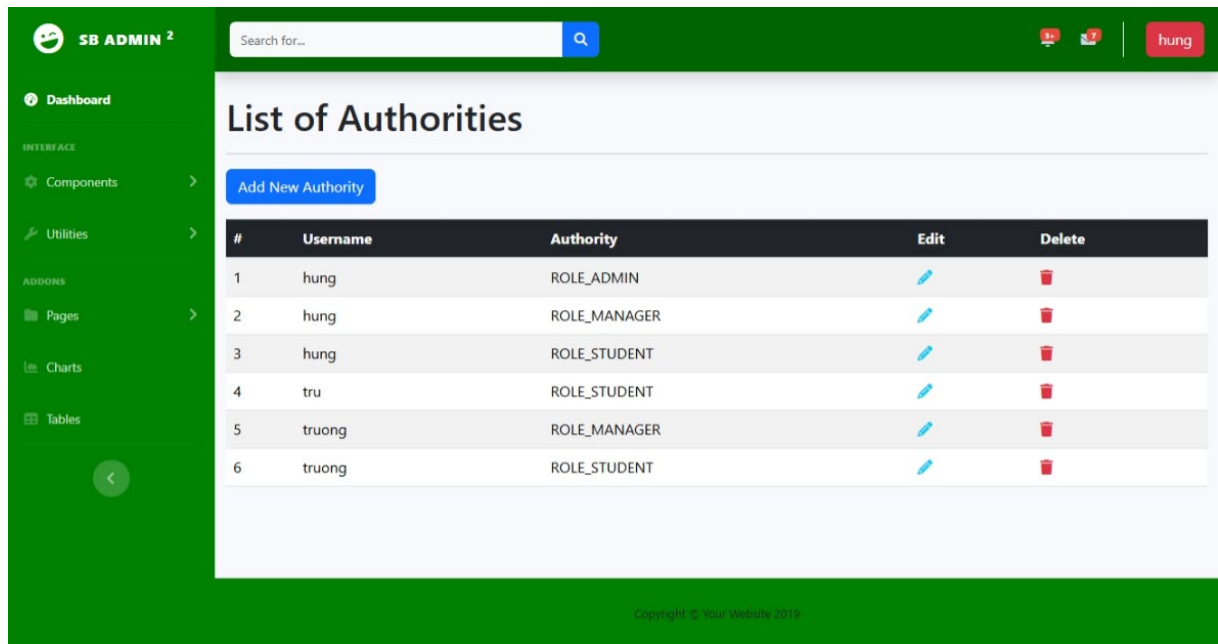 SB ADMIN 2
Search for...
3+
7
hung
Dashboard
INTERFACE
Components
Utilities
ADDONS
Pages
Charts
Tables
List of Authorities
Add New Authority
# Username Authority Edit Delete
1 hung ROLE_ADMIN
2 hung ROLE_MANAGER
3 hung ROLE_STUDENT
4 tru ROLE_STUDENT
5 truong ROLE_MANAGER
6 truong ROLE_STUDENT
Copyright © Your Website 2019